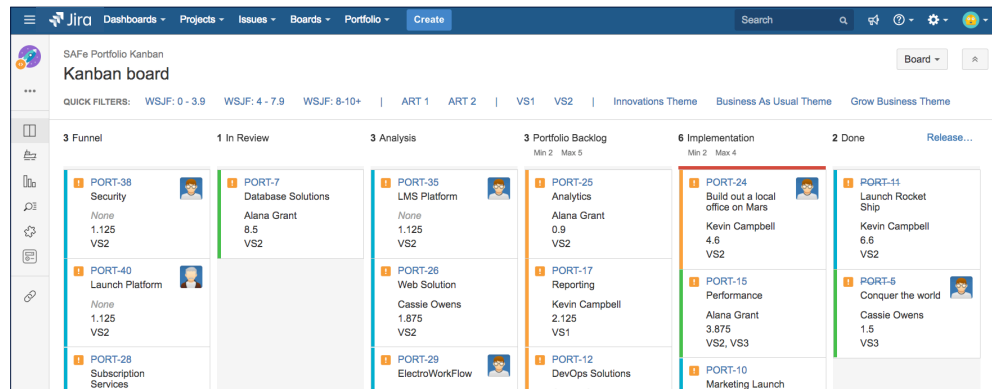 Jira Dashboards Projects Issues Boards Portfolio Create Search
SAFe Portfolio Kanban
Kanban board
Board
QUICK FILTERS: WSJF: 0 - 3.9 WSJF: 4 - 7.9 WSJF: 8-10+ | ART 1 ART 2 | VS1 VS2 | Innovations Theme Business As Usual Theme Grow Business Theme
3 Funnel
1 In Review
3 Analysis
3 Portfolio Backlog
Min 2 Max 5
6 Implementation
Min 2 Max 4
2 Done
Release...
PORT-38
Security
None
1.125
VS2
PORT-40
Launch Platform
None
1.125
VS2
PORT-28
Subscription
Services
PORT-7
Database Solutions
Alana Grant
8.5
VS2
PORT-35
LMS Platform
None
1.125
VS2
PORT-26
Web Solution
Cassie Owens
1.875
VS2
PORT-29
ElectroWorkFlow
PORT-25
Analytics
Alana Grant
0.9
VS2
PORT-17
Reporting
Kevin Campbell
2.125
VS1
PORT-12
DevOps Solutions
PORT-24
Build out a local
office on Mars
Kevin Campbell
4.6
VS2
PORT-15
Performance
Alana Grant
3.875
VS2, VS3
PORT-10
Marketing Launch
PORT-11
Launch Rocket
Ship
Kevin Campbell
6.6
VS2
PORT-5
Conquer the world
Cassie Owens
1.5
VS3